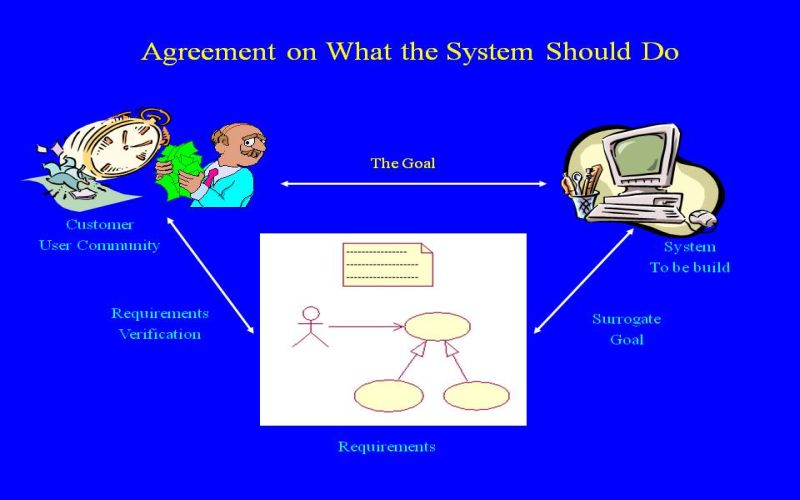 Agreement on What the System Should Do
The Goal
Customer
User Community
System
To be build
Requirements
Verification
Surrogate
Goal
Requirements